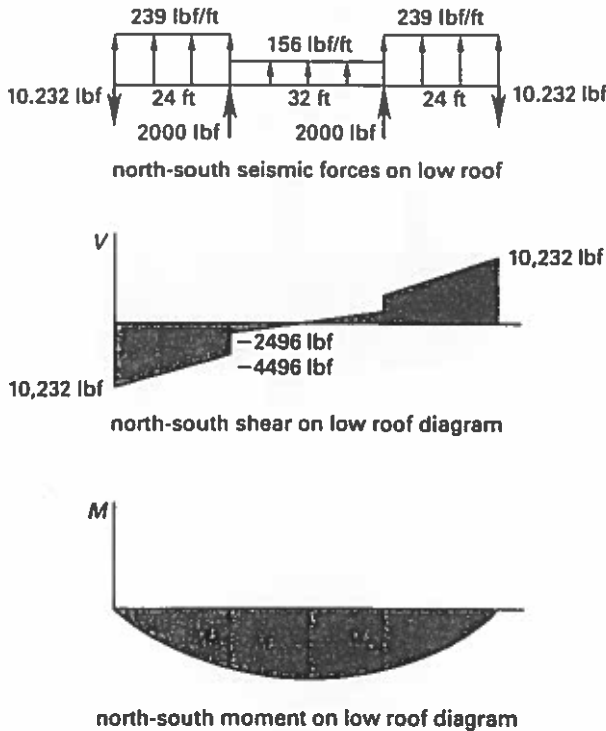 239 lbf/ft
239 lbf/ft
156 lbf/ft
10.232 lbf
24 ft
32 ft
24 ft
10.232 lbf
2000 lbf
2000 lbf
north-south seismic forces on low roof
V
10,232 lbf
−2496 lbf
−4496 lbf
10,232 lbf
north-south shear on low roof diagram
M
north-south moment on low roof diagram